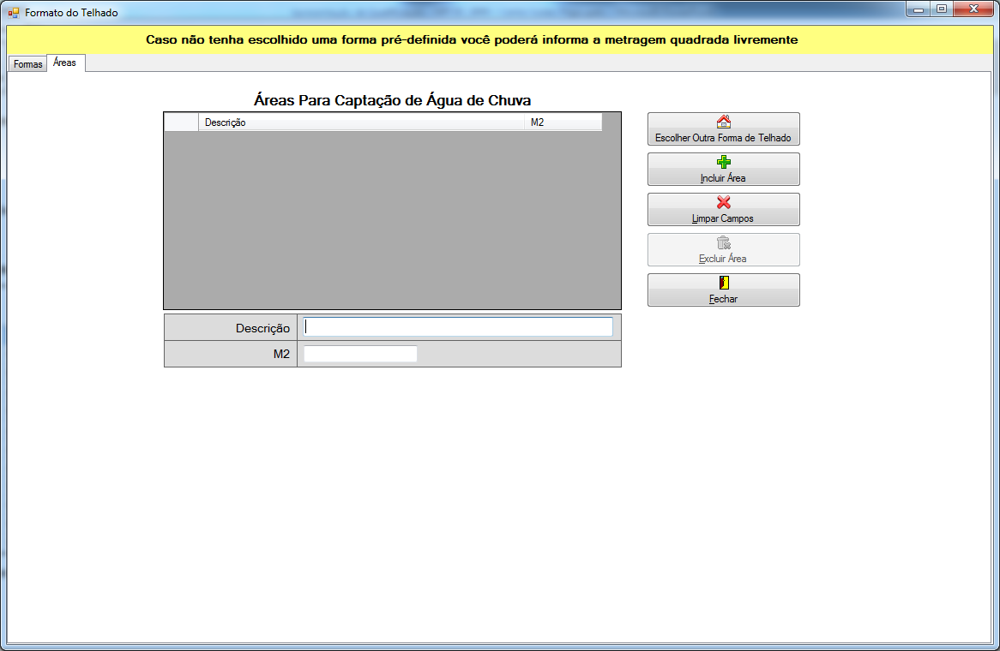 Formato do Telhado
Caso não tenha escolhido uma forma pré-definida você poderá informa a metragem quadrada livremente
Formas
Áreas
Áreas Para Captação de Água de Chuva
Descrição M2
Escolher Outra Forma de Telhado
Incluir Área
Limpar Campos
Excluir Área
Fechar
Descrição
M2